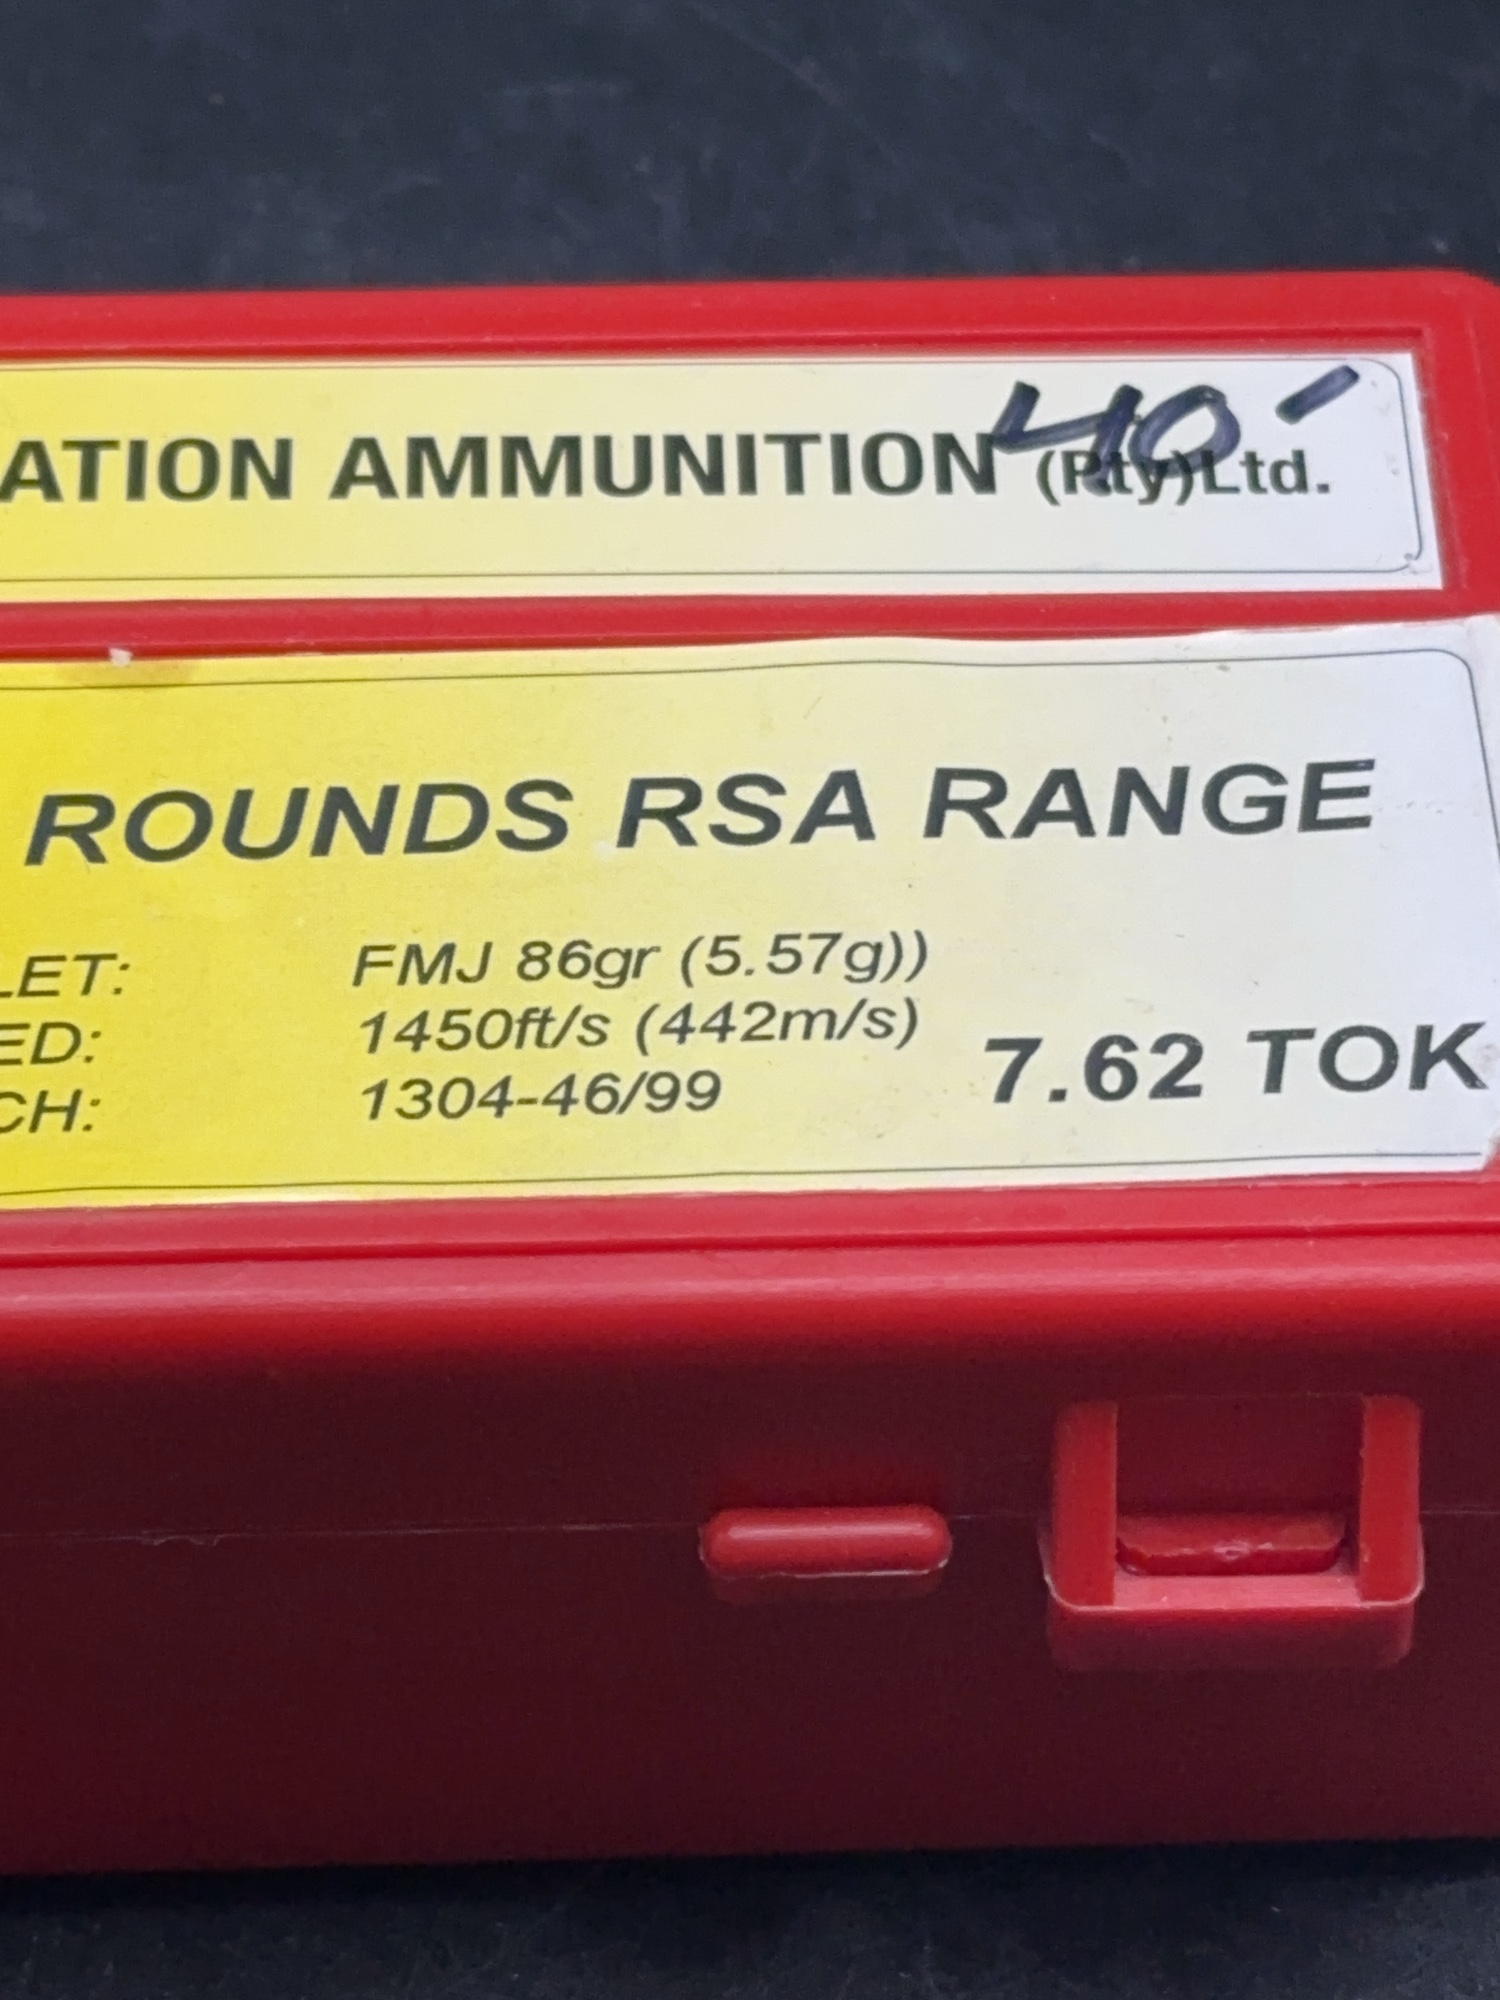 40-
ATION AMMUNITION (Pty)Ltd.
ROUNDS RSA RANGE
LET: FMJ 86gr (5.57g))
ED: 1450ft/s (442m/s)
CH: 1304-46/99
7.62 TOK